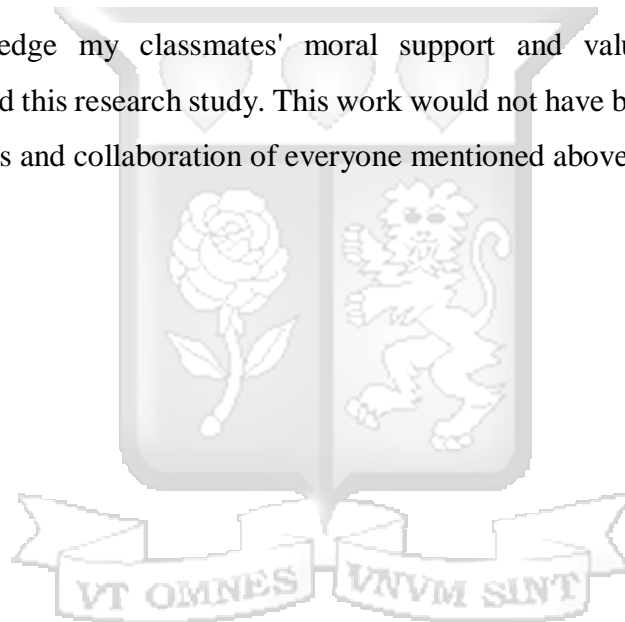 edge my classmates' moral support and valu
d this research study. This work would not have b
s and collaboration of everyone mentioned above
VT OMNES VNVM SINT